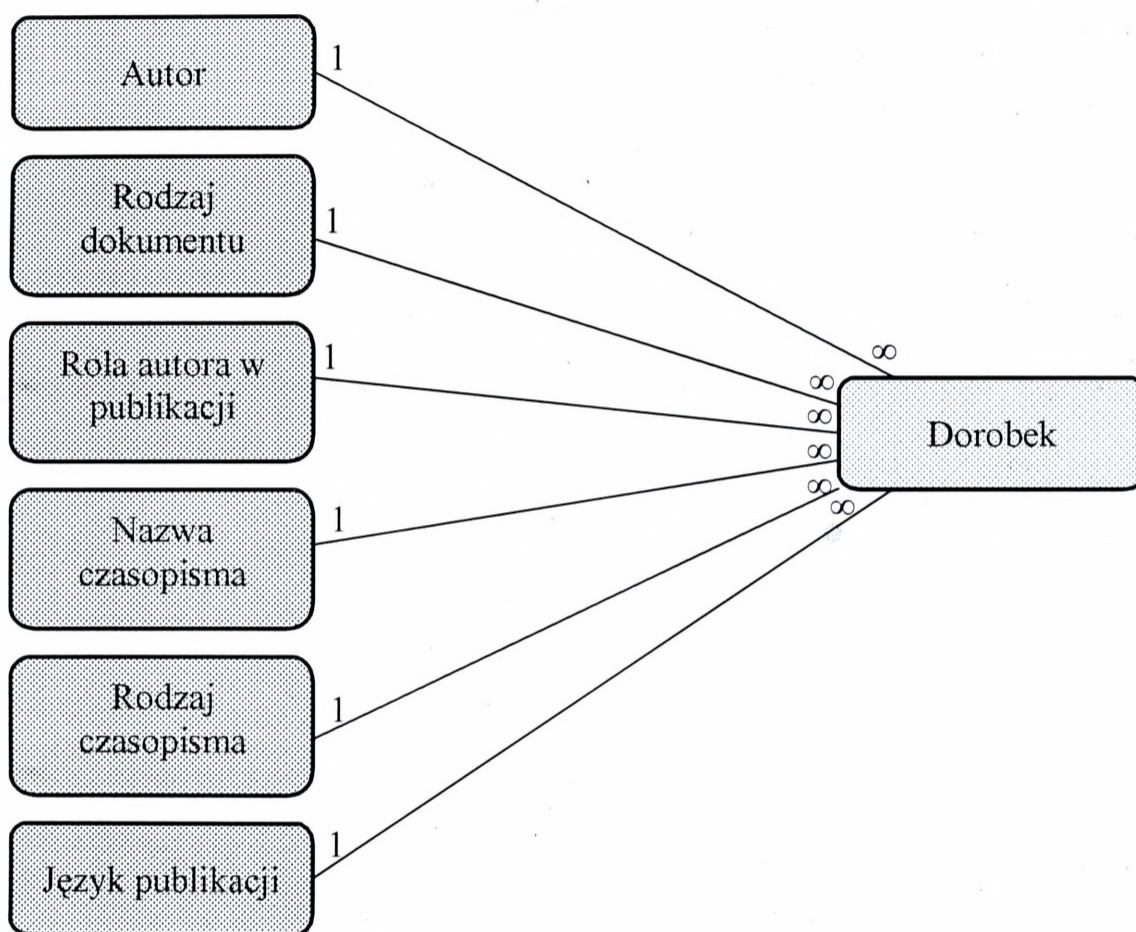 Autor
1
Rodzaj
dokumentu
1
Rola autora w
publikacji
1
Nazwa
czasopisma
1
Rodzaj
czasopisma
1
Język publikacji
1
∞
∞
∞
∞
∞
∞
Dorobek